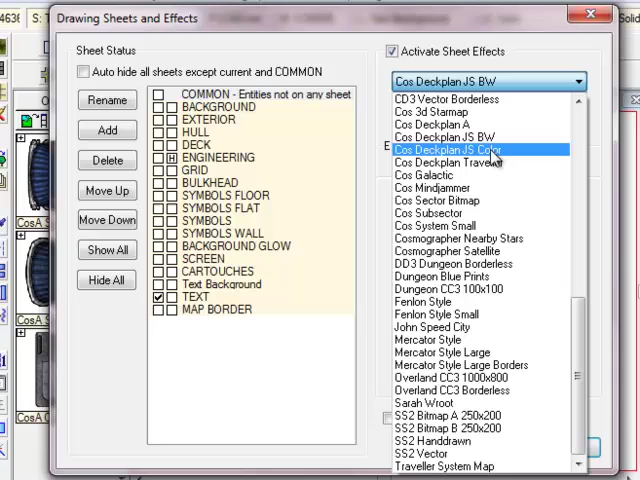 4636
S:
Drawing Sheets and Effects
Solid
Sheet Status
Auto hide all sheets except current and COMMON
Rename
Add
Delete
Move Up
Move Down
Show All
Hide All
COMMON - Entities not on any sheet
BACKGROUND
EXTERIOR
HULL
DECK
H ENGINEERING
GRID
BULKHEAD
SYMBOLS FLOOR
SYMBOLS FLAT
SYMBOLS
SYMBOLS WALL
BACKGROUND GLOW
SCREEN
CARTOUCHES
Text Background
TEXT
MAP BORDER
Activate Sheet Effects
Cos Deckplan JS BW
CD3 Vector Borderless
Cos 3d Starmap
Cos Deckplan A
Cos Deckplan JS BW
Cos Deckplan JS Color
Cos Deckplan Traveller
Cos Galactic
Cos Mindjammer
Cos Sector Bitmap
Cos Subsector
Cos System Small
Cosmographer Nearby Stars
Cosmographer Satellite
DD3 Dungeon Borderless
Dungeon Blue Prints
Dungeon CC3 100x100
Fenlon Style
Fenlon Style Small
John Speed City
Mercator Style
Mercator Style Large
Mercator Style Large Borders
Overland CC3 1000x800
Overland CC3 Borderless
Sarah Wroot
SS2 Bitmap A 250x200
SS2 Bitmap B 250x200
SS2 Handdrawn
SS2 Vector
Traveller System Map
E
CosA S
CosA S
CosA C